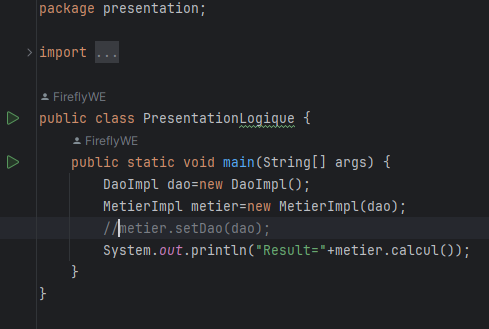 package presentation;
import ...
FireflyWE
public class PresentationLogique {
FireflyWE
public static void main(String[] args) {
DaoImpl dao=new DaoImpl();
MetierImpl metier=new MetierImpl(dao);
//metier.setDao(dao);
System.out.println("Result="+metier.calcul());
}
}